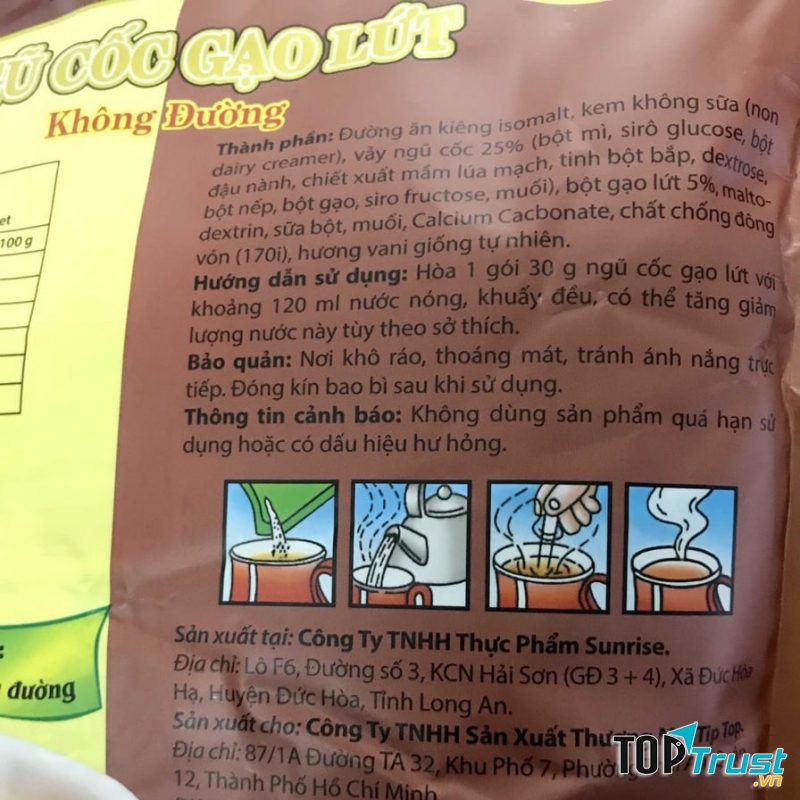 Ũ CỐC GẠO LỨT
Không Đường
et
100 g
Thành phần: Đường ăn kiêng isomalt, kem không sữa (non
dairy creamer), vảy ngũ cốc 25% (bột mì, sirô glucose, bột
đậu nành, chiết xuất mầm lúa mạch, tinh bột bắp, dextrose,
bột nếp, bột gạo, siro fructose, muối), bột gạo lứt 5%, malto-
dextrin, sữa bột, muối, Calcium Cacbonate, chất chống đông
vón (170i), hương vani giống tự nhiên.
Hướng dẫn sử dụng: Hòa 1 gói 30 g ngũ cốc gạo lứt với
khoảng 120 ml nước nóng, khuấy đều, có thể tăng giảm
lượng nước này tùy theo sở thích.
Bảo quản: Nơi khô ráo, thoáng mát, tránh ánh nắng trực
tiếp. Đóng kín bao bì sau khi sử dụng.
Thông tin cảnh báo: Không dùng sản phẩm quá hạn sử
dụng hoặc có dấu hiệu hư hỏng.
đường
Sản xuất tại: Công Ty TNHH Thực Phẩm Sunrise.
Địa chỉ: Lô F6, Đường số 3, KCN Hải Sơn (GĐ 3 + 4), Xã Đức Hòa
Hạ, Huyện Đức Hòa, Tỉnh Long An.
Sản xuất cho: Công Ty TNHH Sản Xuất Thương Tip Top.
Địa chỉ: 87/1A Đường TA 32, Khu Phố 7, Phường
12, Thành Phố Hồ Chí Minh
TOPTrust.vn